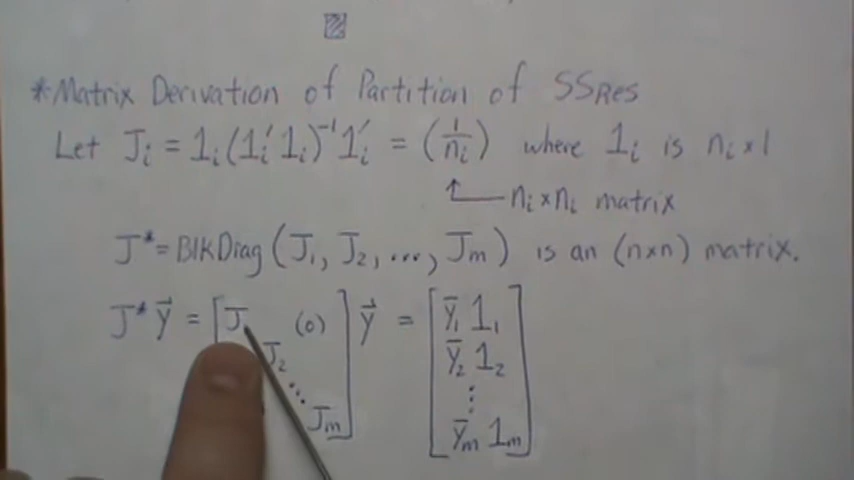 *Matrix Derivation of Partition of SSRes
Let J_i = 1_i(1_i' 1_i)^{-1} 1_i' = (1/n_i) where 1_i is n_i × 1
n_i × n_i matrix
J* = BlkDiag(J_1, J_2, ..., J_m) is an (n×n) matrix.
J* y⃗ = [J (0) J_2 ⋱ J_m] y⃗ = [ȳ_1 1_1 ȳ_2 1_2 ⋮ ȳ_m 1_m]